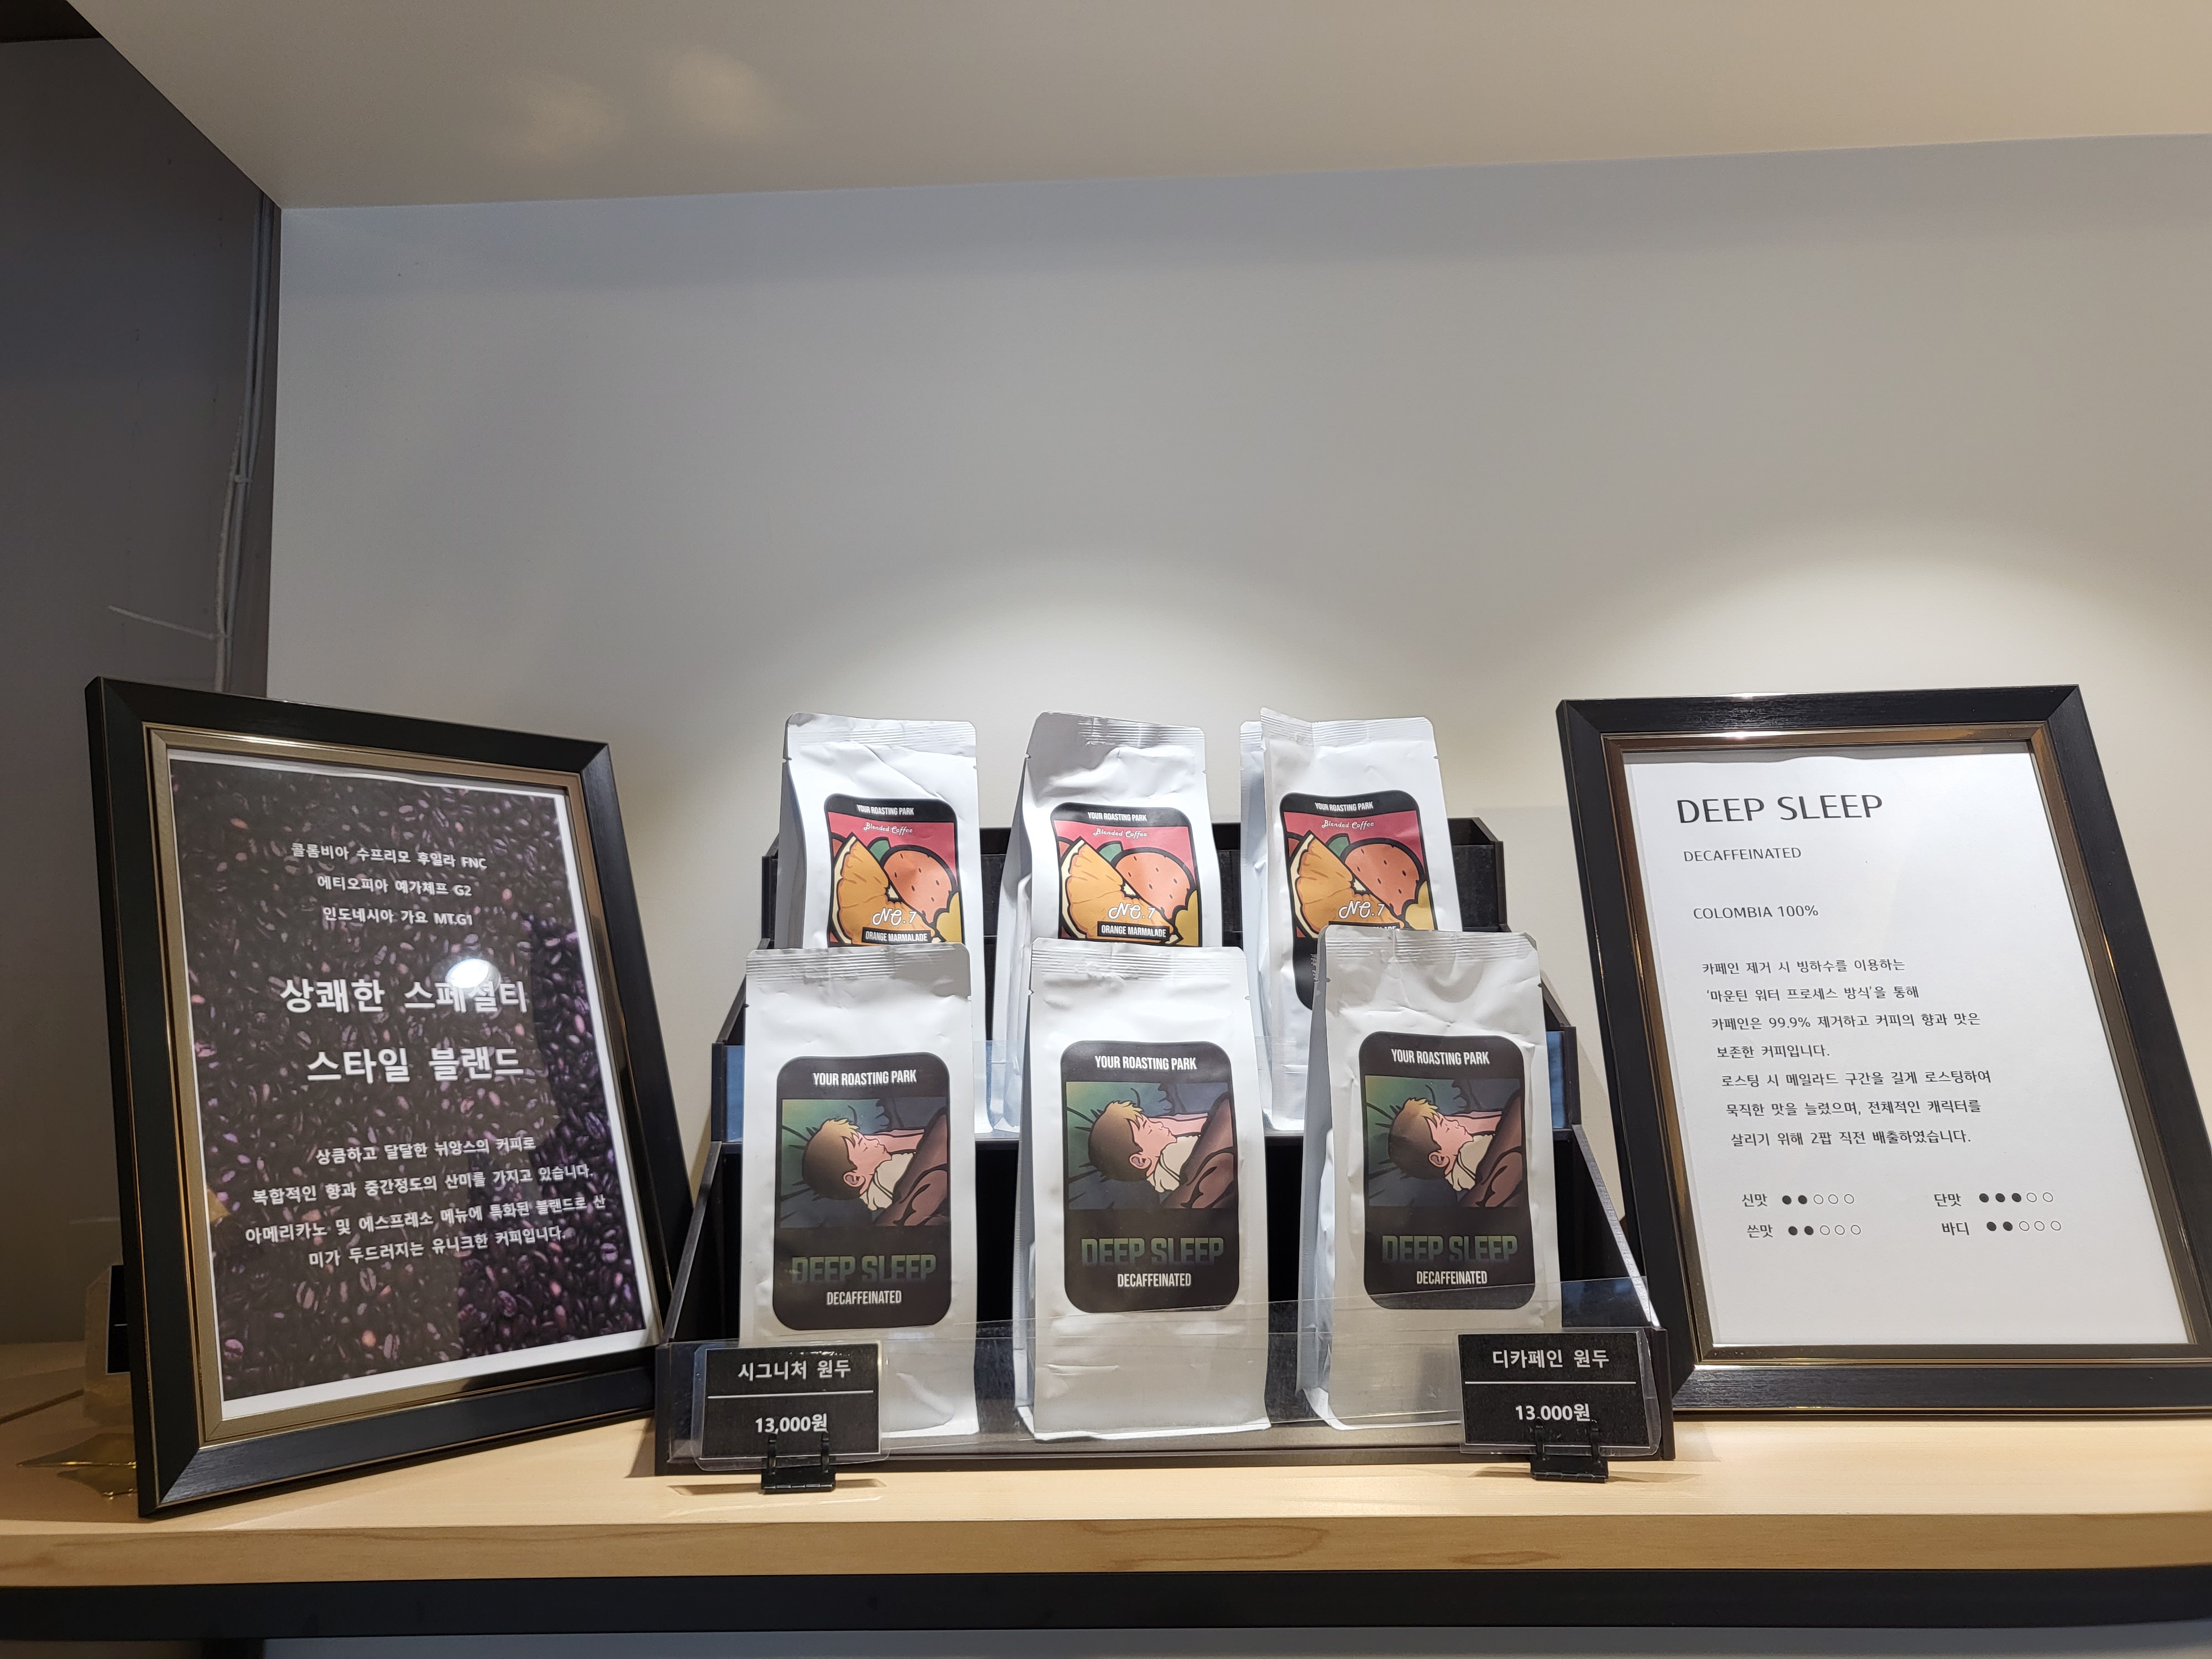 콜롬비아 수프리모 후일라 FNC
에티오피아 예가체프 G2
인도네시아 가요 MT.G1
상쾌한 스페셜티
스타일 블랜드
상큼하고 달달한 뉘앙스의 커피로
복합적인 향과 중간정도의 산미를 가지고 있습니다.
아메리카노 및 에스프레소 메뉴에 특화된 블랜드로 산
미가 두드러지는 유니크한 커피입니다.
YOUR ROASTING PARK
Blended Coffee
NO.7
ORANGE MARMALADE
YOUR ROASTING PARK
Blended Coffee
NO.7
ORANGE MARMALADE
YOUR ROASTING PARK
Blended Coffee
NO.7
YOUR ROASTING PARK
DEEP SLEEP
DECAFFEINATED
YOUR ROASTING PARK
DEEP SLEEP
DECAFFEINATED
YOUR ROASTING PARK
DEEP SLEEP
DECAFFEINATED
시그니처 원두
13,000원
디카페인 원두
13,000원
DEEP SLEEP
DECAFFEINATED
COLOMBIA 100%
카페인 제거 시 빙하수를 이용하는
'마운틴 워터 프로세스 방식'을 통해
카페인은 99.9% 제거하고 커피의 향과 맛은
보존한 커피입니다.
로스팅 시 메일라드 구간을 길게 로스팅하여
묵직한 맛을 늘렸으며, 전체적인 캐릭터를
살리기 위해 2팝 직전 배출하였습니다.
신맛 ●●○○○ 단맛 ●●●○○
쓴맛 ●●○○○ 바디 ●●○○○